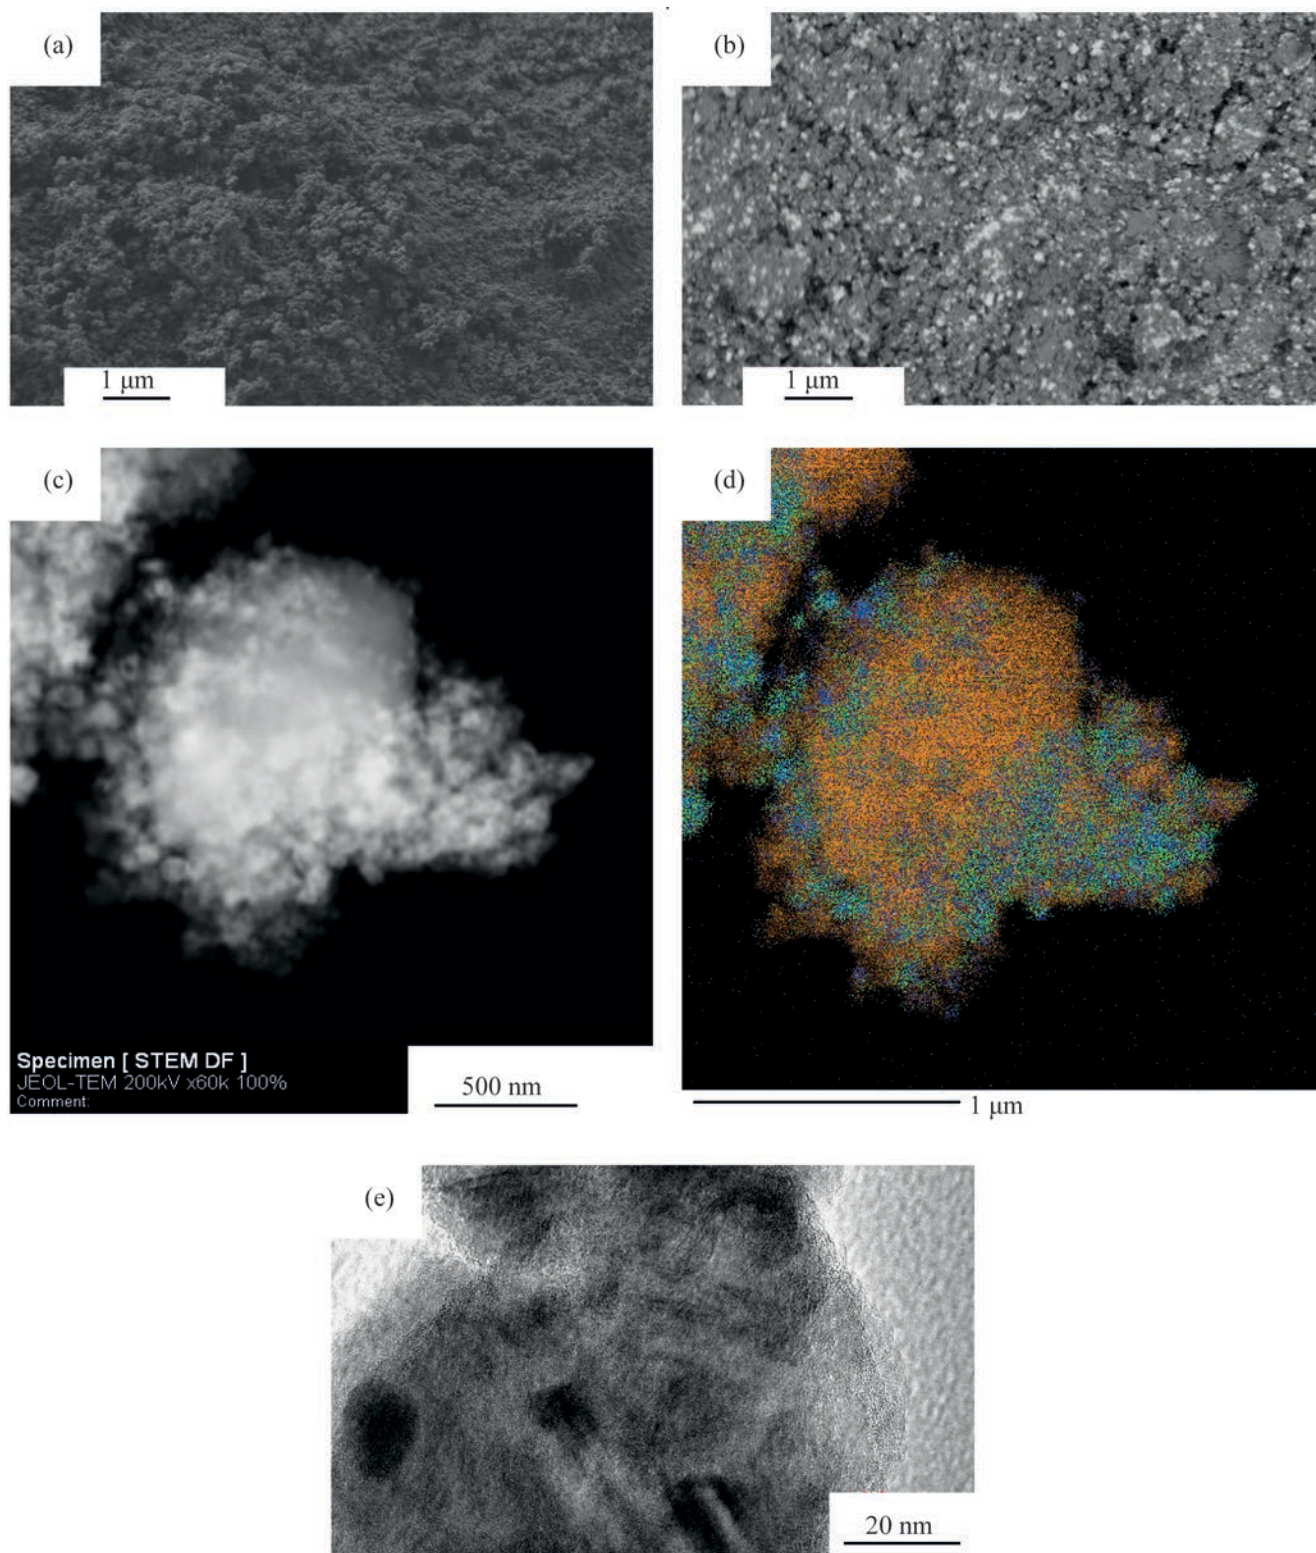 (a)
(b)
1 μm
1 μm
(c)
(d)
Specimen [ STEM DF ]
JEOL-TEM 200kV x60k 100%
Comment:
500 nm
1 μm
(e)
20 nm